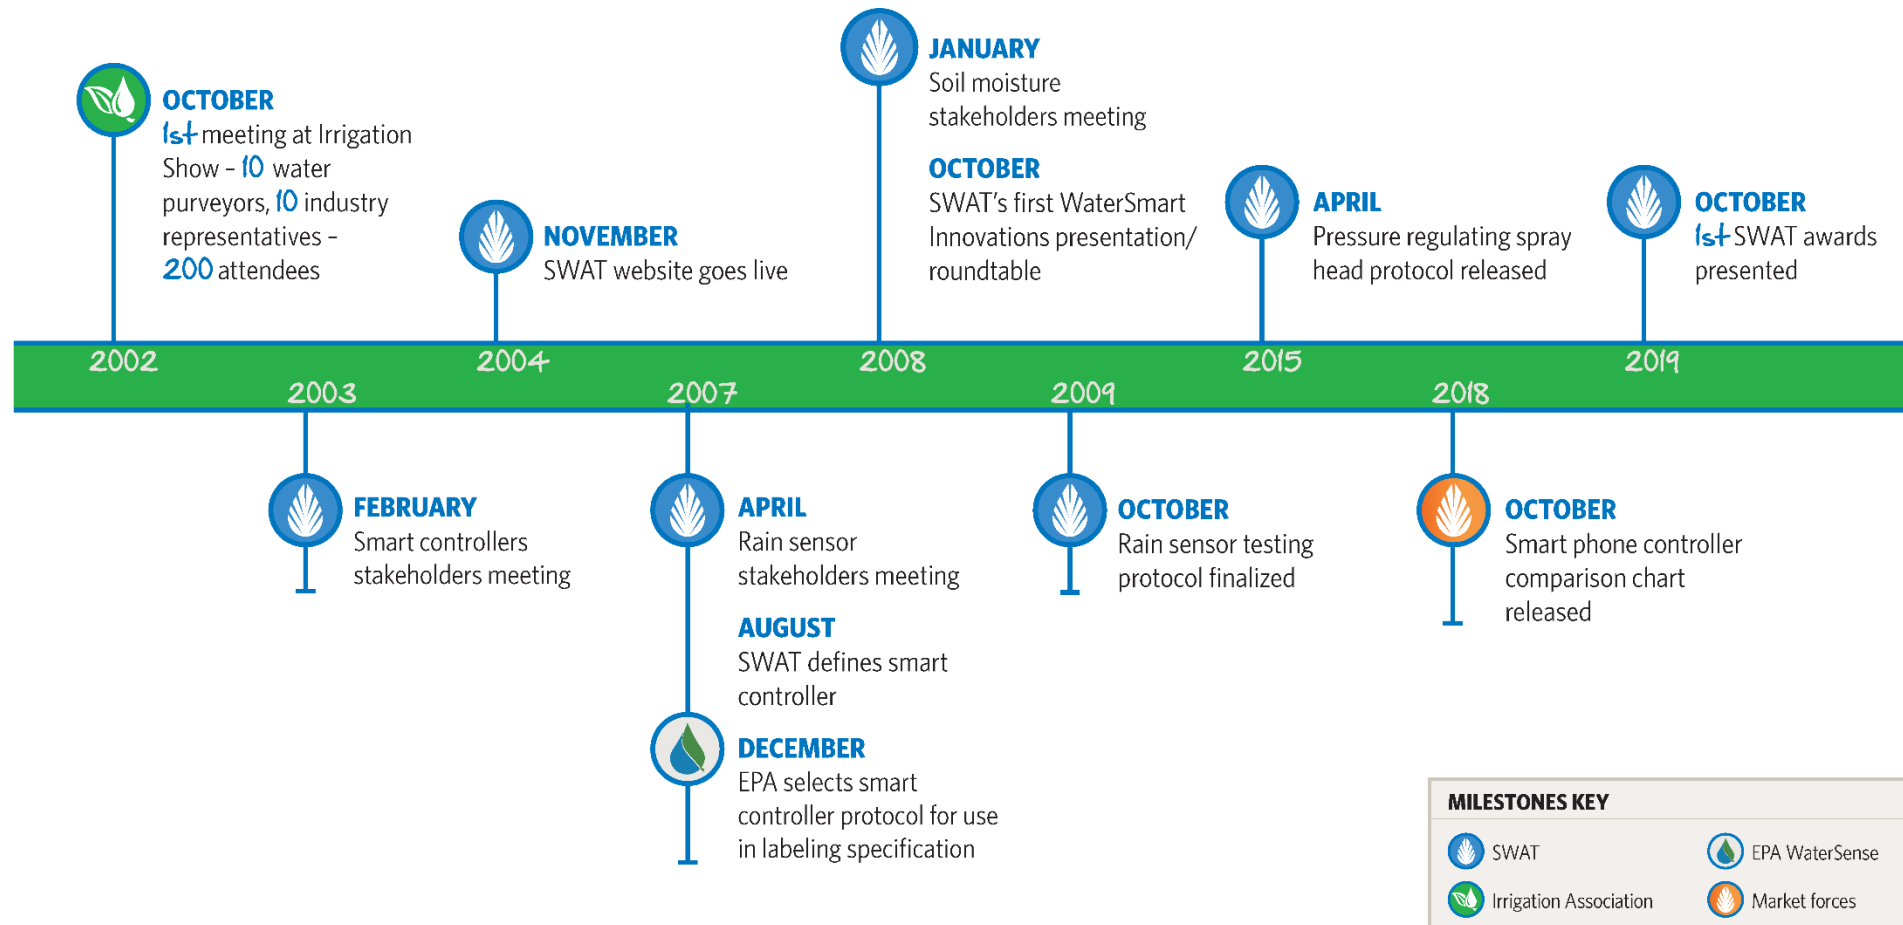 OCTOBER
1st meeting at Irrigation
Show – 10 water
purveyors, 10 industry
representatives –
200 attendees
NOVEMBER
SWAT website goes live
JANUARY
Soil moisture
stakeholders meeting
OCTOBER
SWAT's first WaterSmart
Innovations presentation/
roundtable
APRIL
Pressure regulating spray
head protocol released
OCTOBER
1st SWAT awards
presented
2002
2003
2004
2007
2008
2009
2015
2018
2019
FEBRUARY
Smart controllers
stakeholders meeting
APRIL
Rain sensor
stakeholders meeting
AUGUST
SWAT defines smart
controller
DECEMBER
EPA selects smart
controller protocol for use
in labeling specification
OCTOBER
Rain sensor testing
protocol finalized
OCTOBER
Smart phone controller
comparison chart
released
MILESTONES KEY
SWAT
EPA WaterSense
Irrigation Association
Market forces